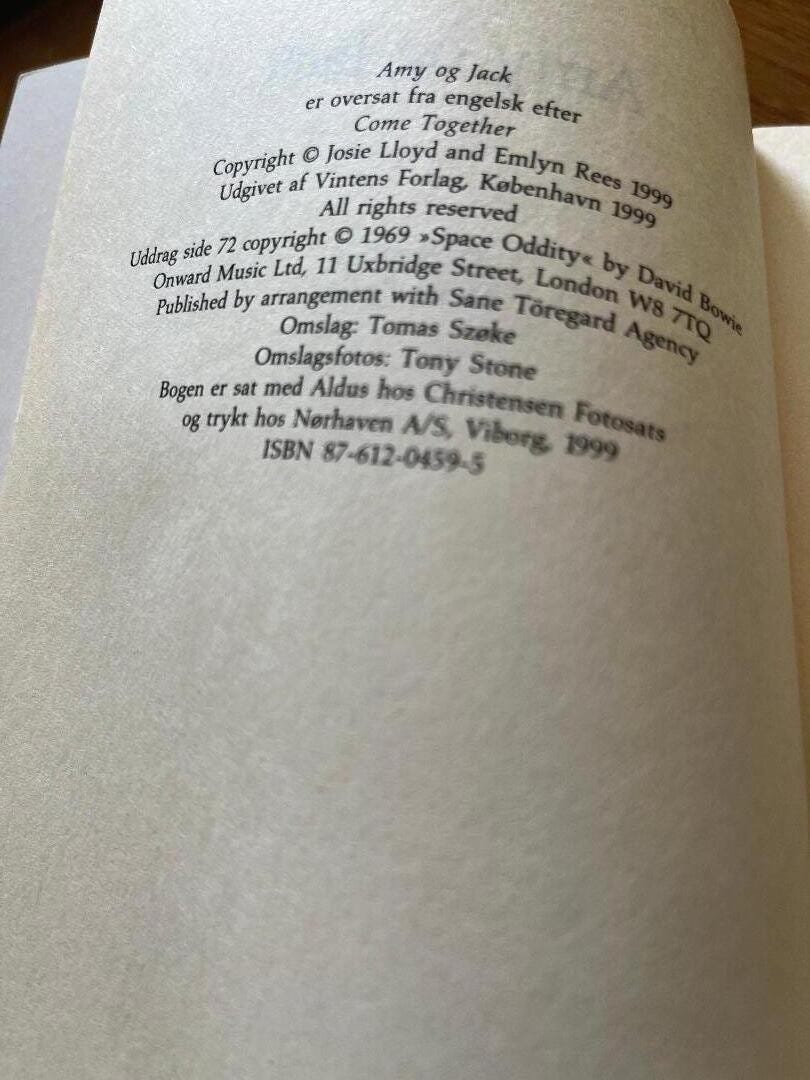 Amy og Jack
er oversat fra engelsk efter
Come Together
Copyright © Josie Lloyd and Emlyn Rees 1999
Udgivet af Vintens Forlag, København 1999
All rights reserved
Uddrag side 72 copyright © 1969 »Space Oddity« by David Bowie
Onward Music Ltd, 11 Uxbridge Street, London W8 7TQ
Published by arrangement with Sane Töregard Agency
Omslag: Tomas Szøke
Omslagsfotos: Tony Stone
Bogen er sat med Aldus hos Christensen Fotosats
og trykt hos Nørhaven A/S, Viborg, 1999
ISBN 87-612-0459-5